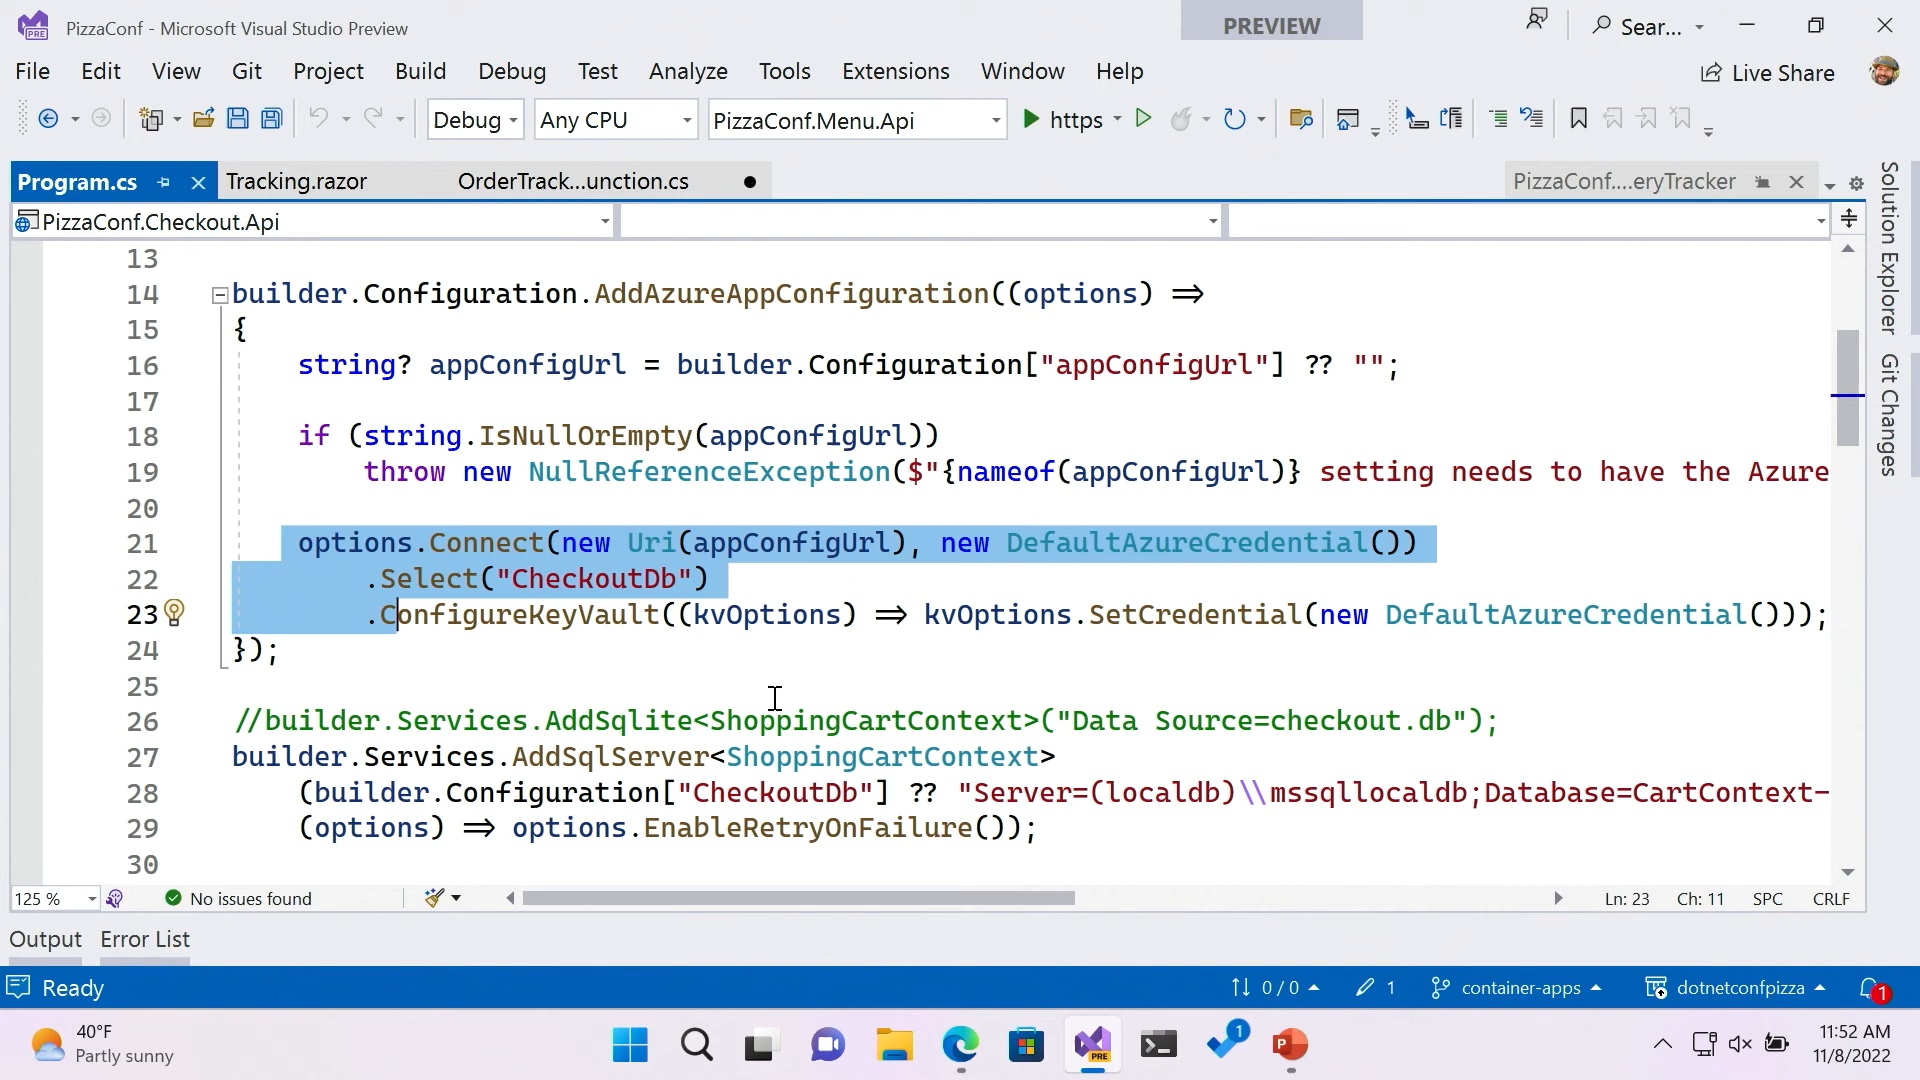 PRE PizzaConf - Microsoft Visual Studio Preview
PREVIEW
Sear...
File Edit View Git Project Build Debug Test Analyze Tools Extensions Window Help
Live Share
Debug Any CPU PizzaConf.Menu.Api https
Program.cs Tracking.razor OrderTrack...unction.cs PizzaConf....eryTracker
PizzaConf.Checkout.Api
Solution Explorer
Git Changes
13
14 builder.Configuration.AddAzureAppConfiguration((options) =>
15 {
16 string? appConfigUrl = builder.Configuration["appConfigUrl"] ?? "";
17
18 if (string.IsNullOrEmpty(appConfigUrl))
19 throw new NullReferenceException($"{nameof(appConfigUrl)} setting needs to have the Azure
20
21 options.Connect(new Uri(appConfigUrl), new DefaultAzureCredential())
22 .Select("CheckoutDb")
23 .ConfigureKeyVault((kvOptions) => kvOptions.SetCredential(new DefaultAzureCredential()));
24 });
25
26 //builder.Services.AddSqlite<ShoppingCartContext>("Data Source=checkout.db");
27 builder.Services.AddSqlServer<ShoppingCartContext>
28 (builder.Configuration["CheckoutDb"] ?? "Server=(localdb)\\mssqllocaldb;Database=CartContext-
29 (options) => options.EnableRetryOnFailure());
30
125 % No issues found Ln: 23 Ch: 11 SPC CRLF
Output Error List
Ready 0 / 0 1 container-apps dotnetconfpizza 1
40°F
Partly sunny
PRE
1
11:52 AM
11/8/2022